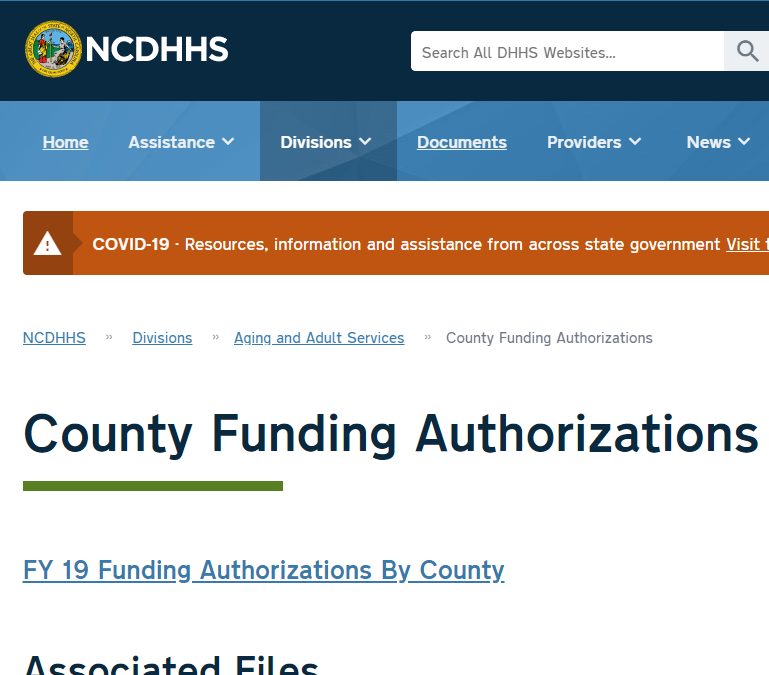 NCDHHS
Search All DHHS Websites...
Home Assistance Divisions Documents Providers News
COVID-19 · Resources, information and assistance from across state government Visit
NCDHHS » Divisions » Aging and Adult Services » County Funding Authorizations
County Funding Authorizations
FY 19 Funding Authorizations By County
Associated Files